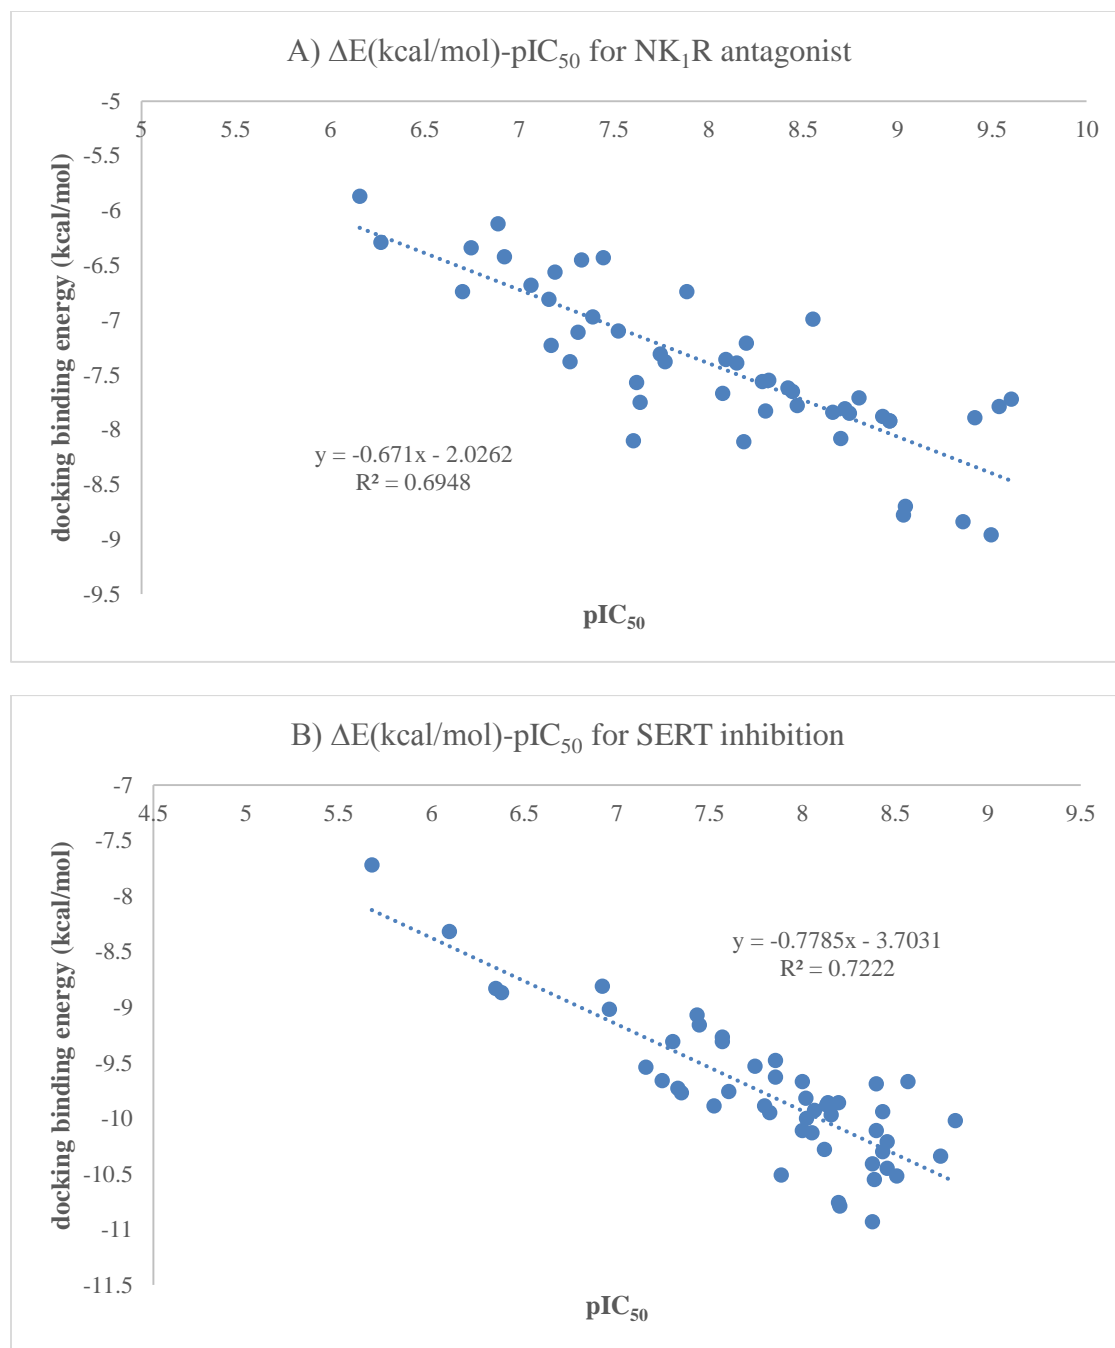 A) ΔE(kcal/mol)-pIC50 for NK1R antagonist
-5
5 5.5 6 6.5 7 7.5 8 8.5 9 9.5 10
-5.5
-6
-6.5
-7
-7.5
-8
-8.5
-9
-9.5
docking binding energy (kcal/mol)
y = -0.671x - 2.0262
R² = 0.6948
pIC50
B) ΔE(kcal/mol)-pIC50 for SERT inhibition
-7
4.5 5 5.5 6 6.5 7 7.5 8 8.5 9 9.5
-7.5
-8
-8.5
-9
-9.5
-10
-10.5
-11
-11.5
docking binding energy (kcal/mol)
y = -0.7785x - 3.7031
R² = 0.7222
pIC50